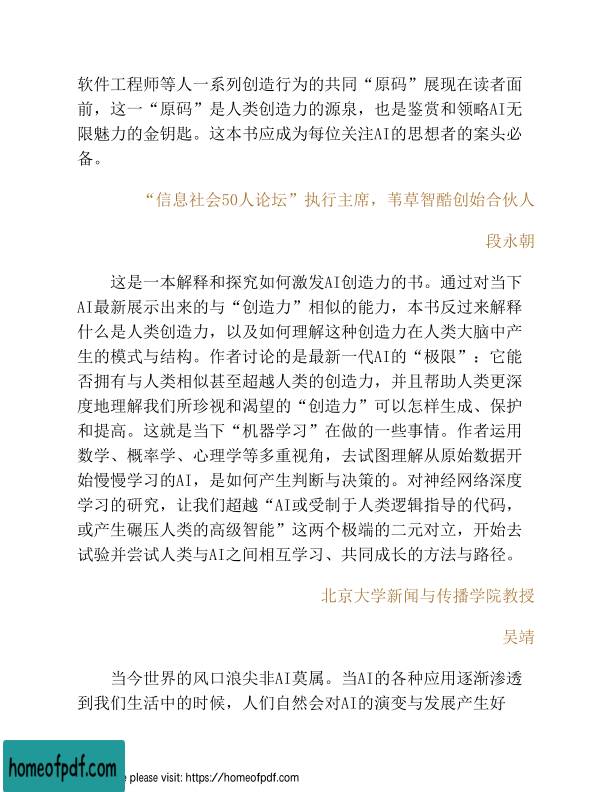 软件工程师等人一系列创造行为的共同“原码”展现在读者面
前，这一“原码”是人类创造力的源泉，也是鉴赏和领略AI无
限魅力的金钥匙。这本书应成为每位关注AI的思想者的案头必
备。
“信息社会50人论坛”执行主席，苇草智酷创始合伙人
段永朝
这是一本解释和探究如何激发AI创造力的书。通过对当下
AI最新展示出来的与“创造力”相似的能力，本书反过来解释
什么是人类创造力，以及如何理解这种创造力在人类大脑中产
生的模式与结构。作者讨论的是最新一代AI的“极限”：它能
否拥有与人类相似甚至超越人类的创造力，并且帮助人类更深
度地理解我们所珍视和渴望的“创造力”可以怎样生成、保护
和提高。这就是当下“机器学习”在做的一些事情。作者运用
数学、概率学、心理学等多重视角，去试图理解从原始数据开
始慢慢学习的AI，是如何产生判断与决策的。对神经网络深度
学习的研究，让我们超越“AI或受制于人类逻辑指导的代码，
或产生碾压人类的高级智能”这两个极端的二元对立，开始去
试验并尝试人类与AI之间相互学习、共同成长的方法与路径。
北京大学新闻与传播学院教授
吴靖
当今世界的风口浪尖非AI莫属。当AI的各种应用逐渐渗透
到我们生活中的时候，人们自然会对AI的演变与发展产生好
homeofpdf.com
e please visit: https://homeofpdf.com